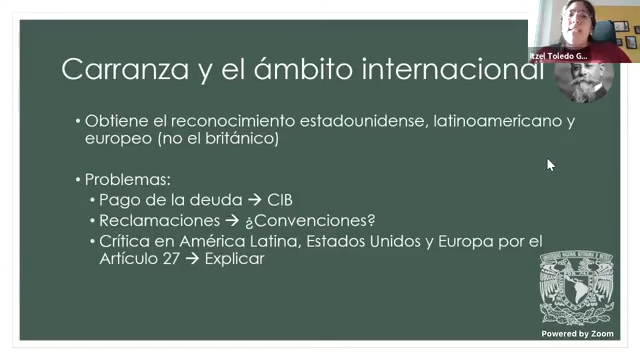 Itzel Toledo G...
Carranza y el ámbito internacional
• Obtiene el reconocimiento estadounidense, latinoamericano y
europeo (no el británico)
• Problemas:
• Pago de la deuda → CIB
• Reclamaciones → ¿Convenciones?
• Crítica en América Latina, Estados Unidos y Europa por el
Artículo 27 → Explicar
Powered by Zoom